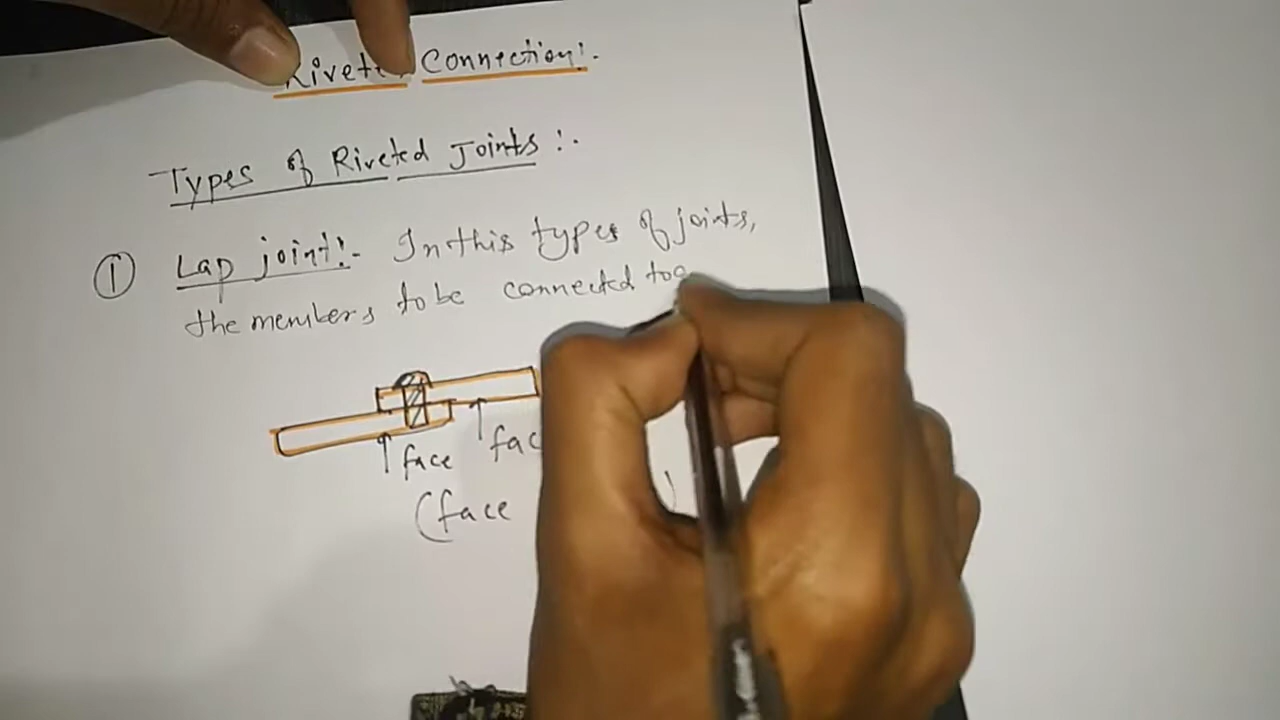 Connection:-
Types of Riveted Joints :-
① Lap joint:- In this types of joints,
the members to be connected tog
face
(face )